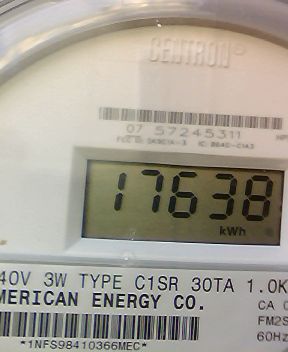 CENTRON®
07 57245311
17638
kWh
40V 3W TYPE C1SR 30TA 1.0K
MERICAN ENERGY CO.
CA
FM2S
60Hz
*1NFS98410366MEC*